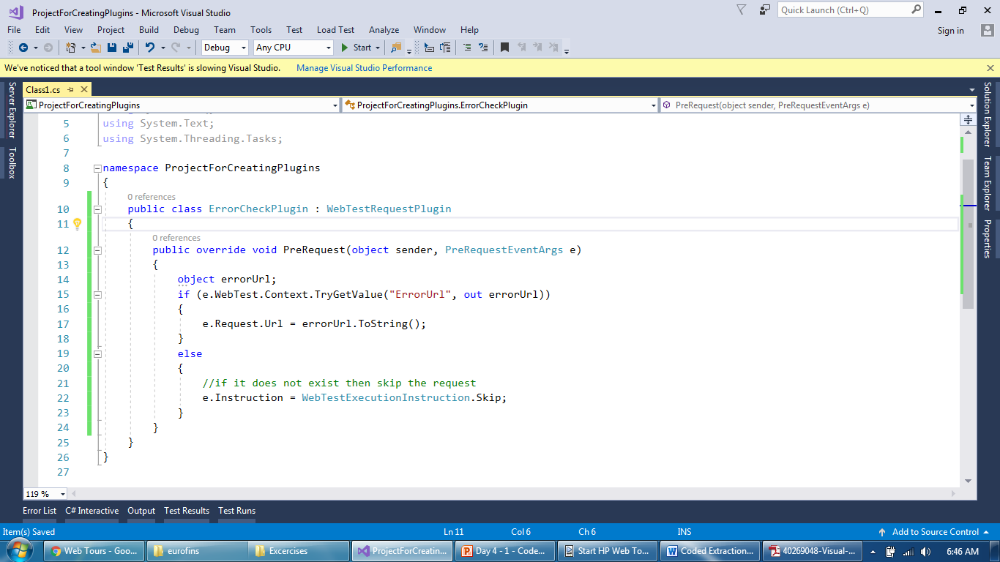 ProjectForCreatingPlugins - Microsoft Visual Studio
Quick Launch (Ctrl+Q)
File Edit View Project Build Debug Team Tools Test Load Test Analyze Window Help
Sign in
Debug Any CPU Start
We've noticed that a tool window 'Test Results' is slowing Visual Studio. Manage Visual Studio Performance
Server Explorer
Toolbox
Class1.cs
ProjectForCreatingPlugins ProjectForCreatingPlugins.ErrorCheckPlugin PreRequest(object sender, PreRequestEventArgs e)
5 using System.Text;
6 using System.Threading.Tasks;
7
8 namespace ProjectForCreatingPlugins
9 {
0 references
10 public class ErrorCheckPlugin : WebTestRequestPlugin
11 {
0 references
12 public override void PreRequest(object sender, PreRequestEventArgs e)
13 {
14 object errorUrl;
15 if (e.WebTest.Context.TryGetValue("ErrorUrl", out errorUrl))
16 {
17 e.Request.Url = errorUrl.ToString();
18 }
19 else
20 {
21 //if it does not exist then skip the request
22 e.Instruction = WebTestExecutionInstruction.Skip;
23 }
24 }
25 }
26 }
27
Solution Explorer
Team Explorer
Properties
119 %
Error List C# Interactive Output Test Results Test Runs
Item(s) Saved Ln 11 Col 6 Ch 6 INS Add to Source Control
Web Tours - Goo... eurofins Excercises ProjectForCreatin... Day 4 - 1 - Code... Start HP Web To... Coded Extraction... 40269048-Visual-... 6:46 AM